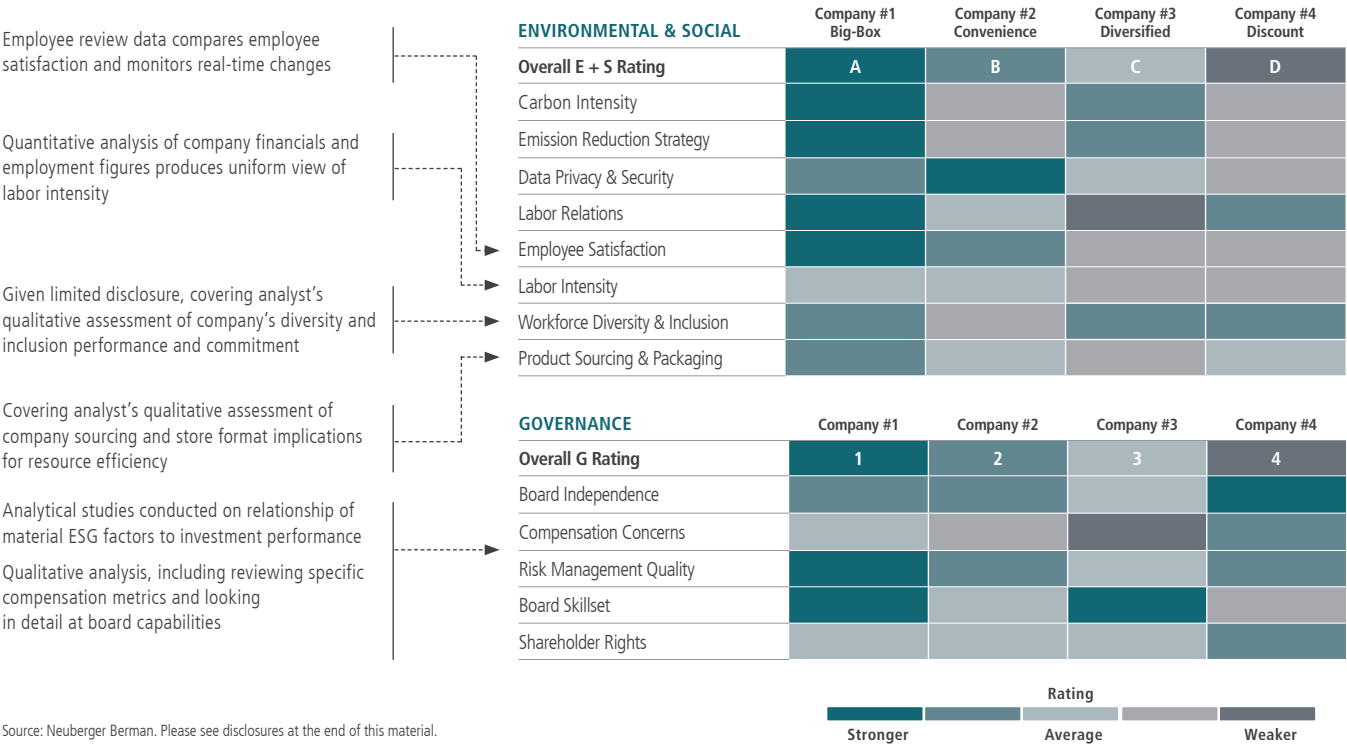 Employee review data compares employee
satisfaction and monitors real-time changes
Quantitative analysis of company financials and
employment figures produces uniform view of
labor intensity
Given limited disclosure, covering analyst’s
qualitative assessment of company’s diversity and
inclusion performance and commitment
Covering analyst’s qualitative assessment of
company sourcing and store format implications
for resource efficiency
Analytical studies conducted on relationship of
material ESG factors to investment performance
Qualitative analysis, including reviewing specific
compensation metrics and looking
in detail at board capabilities
ENVIRONMENTAL & SOCIAL
Company #1
Big-Box
Company #2
Convenience
Company #3
Diversified
Company #4
Discount
Overall E + S Rating A B C D
Carbon Intensity
Emission Reduction Strategy
Data Privacy & Security
Labor Relations
Employee Satisfaction
Labor Intensity
Workforce Diversity & Inclusion
Product Sourcing & Packaging
GOVERNANCE Company #1 Company #2 Company #3 Company #4
Overall G Rating 1 2 3 4
Board Independence
Compensation Concerns
Risk Management Quality
Board Skillset
Shareholder Rights
Rating
Stronger Average Weaker
Source: Neuberger Berman. Please see disclosures at the end of this material.